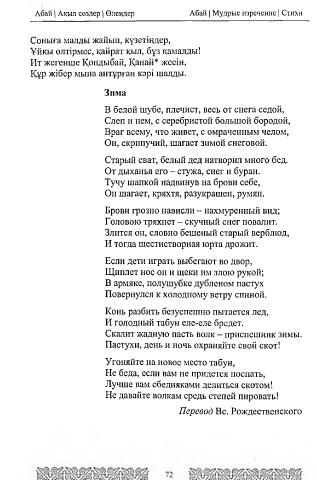 Абай | Ақыл сөздер | Өлеңдер
Абай | Мудрые изречение | Стихи
Соныға малды жайып, күзетіңдер,
Ұйқы өлтірмес, қайрат қыл, бұз қамалды!
Ит жегенше Қондыбай, Қанай* жесін,
Құр жібер мына антұрған кәрі шалды.
Зима
В белой шубе, плечист, весь от снега седой,
Слеп и нем, с серебристой большой бородой,
Враг всему, что живет, с омраченным челом,
Он, скрипучий, шагает зимой снеговой.
Старый сват, белый дед натворил много бед.
От дыханья его – стужа, снег и буран.
Тучу шапкой надвинув на брови себе,
Он шагает, кряхтя, разукрашен, румян.
Брови грозно нависли – нахмуренный вид;
Головою тряхнет – скучный снег повалит.
Злится он, словно бешеный старый верблюд,
И тогда шестистворная юрта дрожит.
Если дети играть выбегают во двор,
Щиплет нос он и щеки им злою рукой;
В армяке, полушубке дубленом пастух
Повернулся к холодному ветру спиной.
Конь разбить безуспешно пытается лед,
И голодный табун еле-еле бредет.
Скалит жадную пасть волк – приспешник зимы.
Пастухи, день и ночь охраняйте свой скот!
Угоняйте на новое место табун,
Не беда, если вам не придется поспать,
Лучше вам с бедняками делиться скотом!
Не давайте волкам средь степей пировать!
Перевод Вс. Рождественского
72